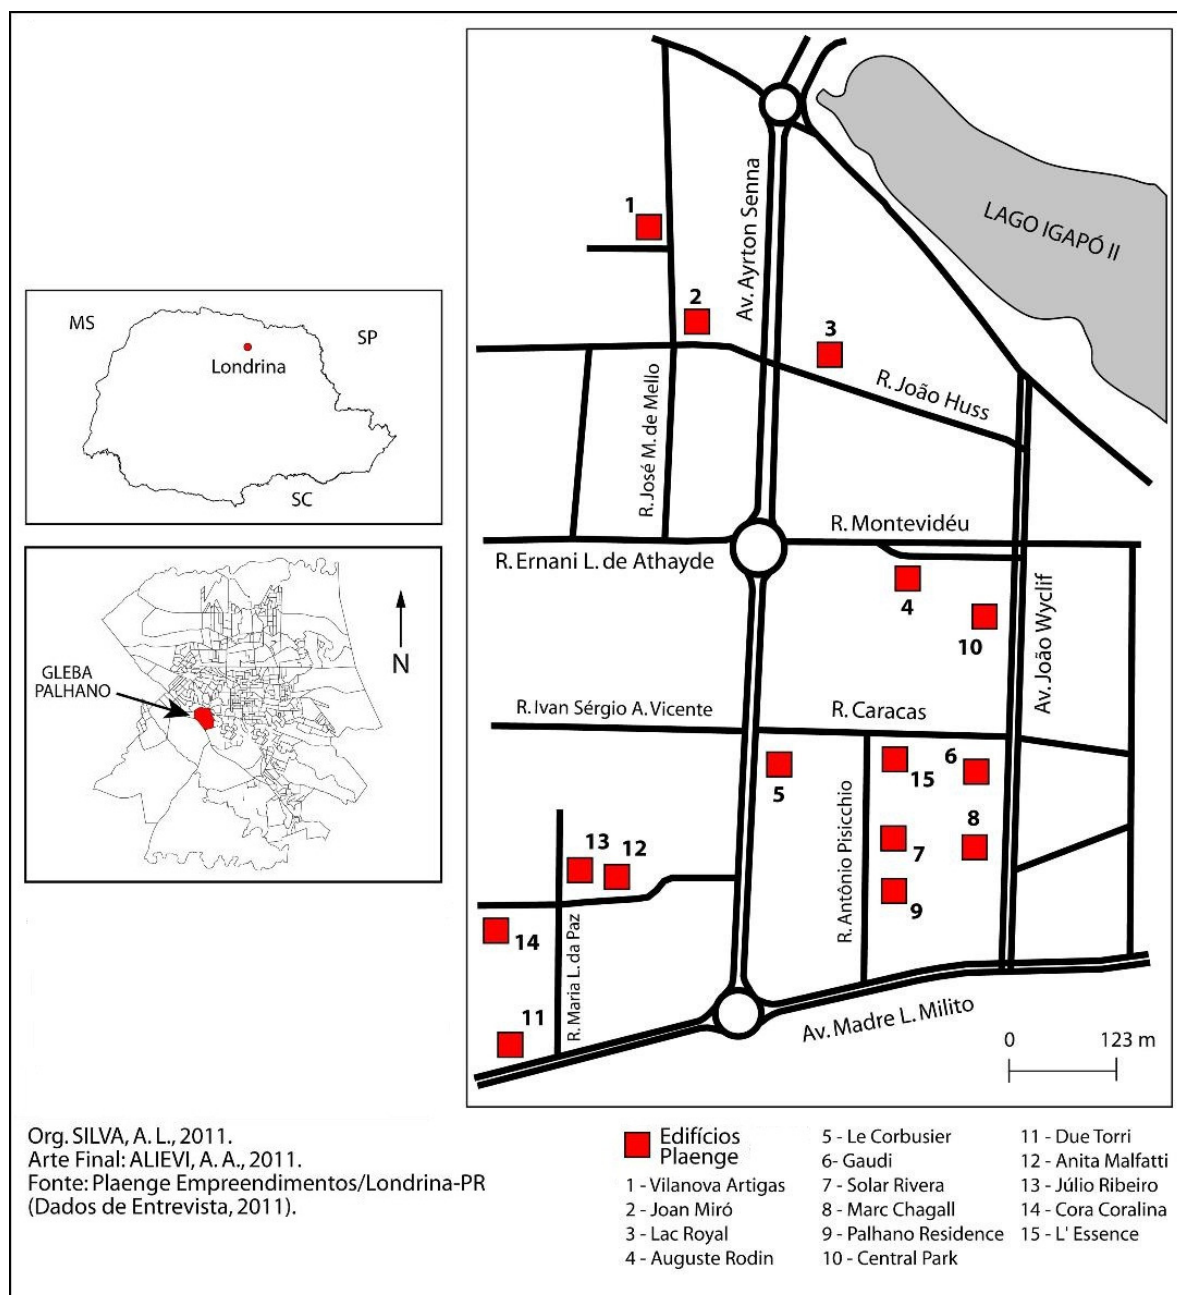 MS
SP
Londrina
SC
GLEBA
PALHANO
N
LAGO IGAPÓ II
Av. Ayrton Senna
1
2
3
R. João Huss
R. José M. de Mello
R. Montevidéu
R. Ernani L. de Athayde
4
10
Av. João Wyclif
R. Ivan Sérgio A. Vicente
R. Caracas
5
15
6
R. Antônio Pisicchio
7
8
9
13
12
14
R. Maria L. da Paz
11
Av. Madre L. Milito
0 123 m
Org. SILVA, A. L., 2011.
Arte Final: ALIEVI, A. A., 2011.
Fonte: Plaenge Empreendimentos/Londrina-PR
(Dados de Entrevista, 2011).
Edifícios
Plaenge
1 - Vilanova Artigas
2 - Joan Miró
3 - Lac Royal
4 - Auguste Rodin
5 - Le Corbusier
6- Gaudi
7 - Solar Rivera
8 - Marc Chagall
9 - Palhano Residence
10 - Central Park
11 - Due Torri
12 - Anita Malfatti
13 - Júlio Ribeiro
14 - Cora Coralina
15 - L' Essence